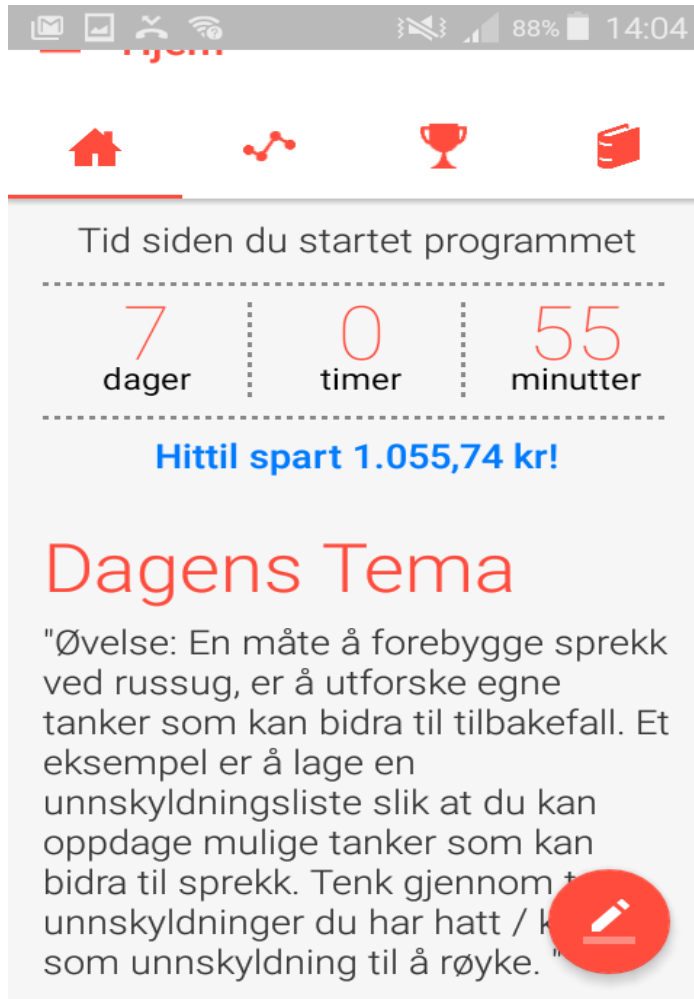 88% 14:04
Hjem
Tid siden du startet programmet
7 0 55
dager timer minutter
Hittil spart 1.055,74 kr!
Dagens Tema
"Øvelse: En måte å forebygge sprekk
ved russug, er å utforske egne
tanker som kan bidra til tilbakefall. Et
eksempel er å lage en
unnskyldningsliste slik at du kan
oppdage mulige tanker som kan
bidra til sprekk. Tenk gjennom
unnskyldninger du har hatt /
som unnskyldning til å røyke. "